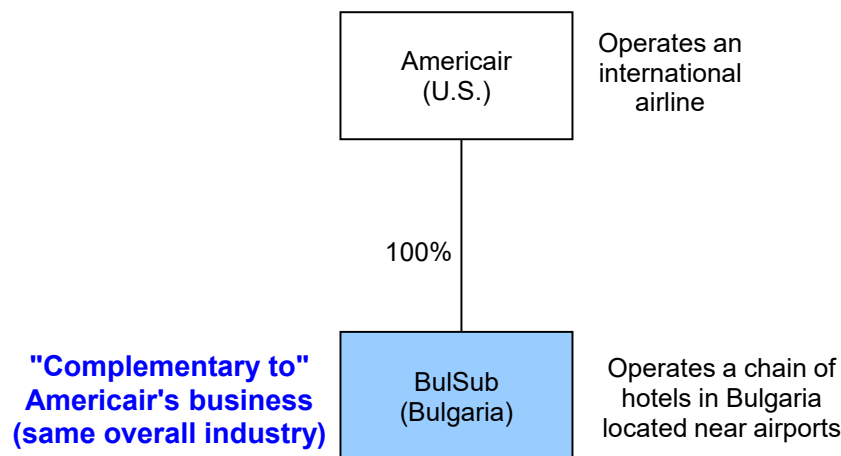 Americair
(U.S.)
Operates an
international
airline
100%
"Complementary to"
Americair's business
(same overall industry)
BulSub
(Bulgaria)
Operates a chain of
hotels in Bulgaria
located near airports